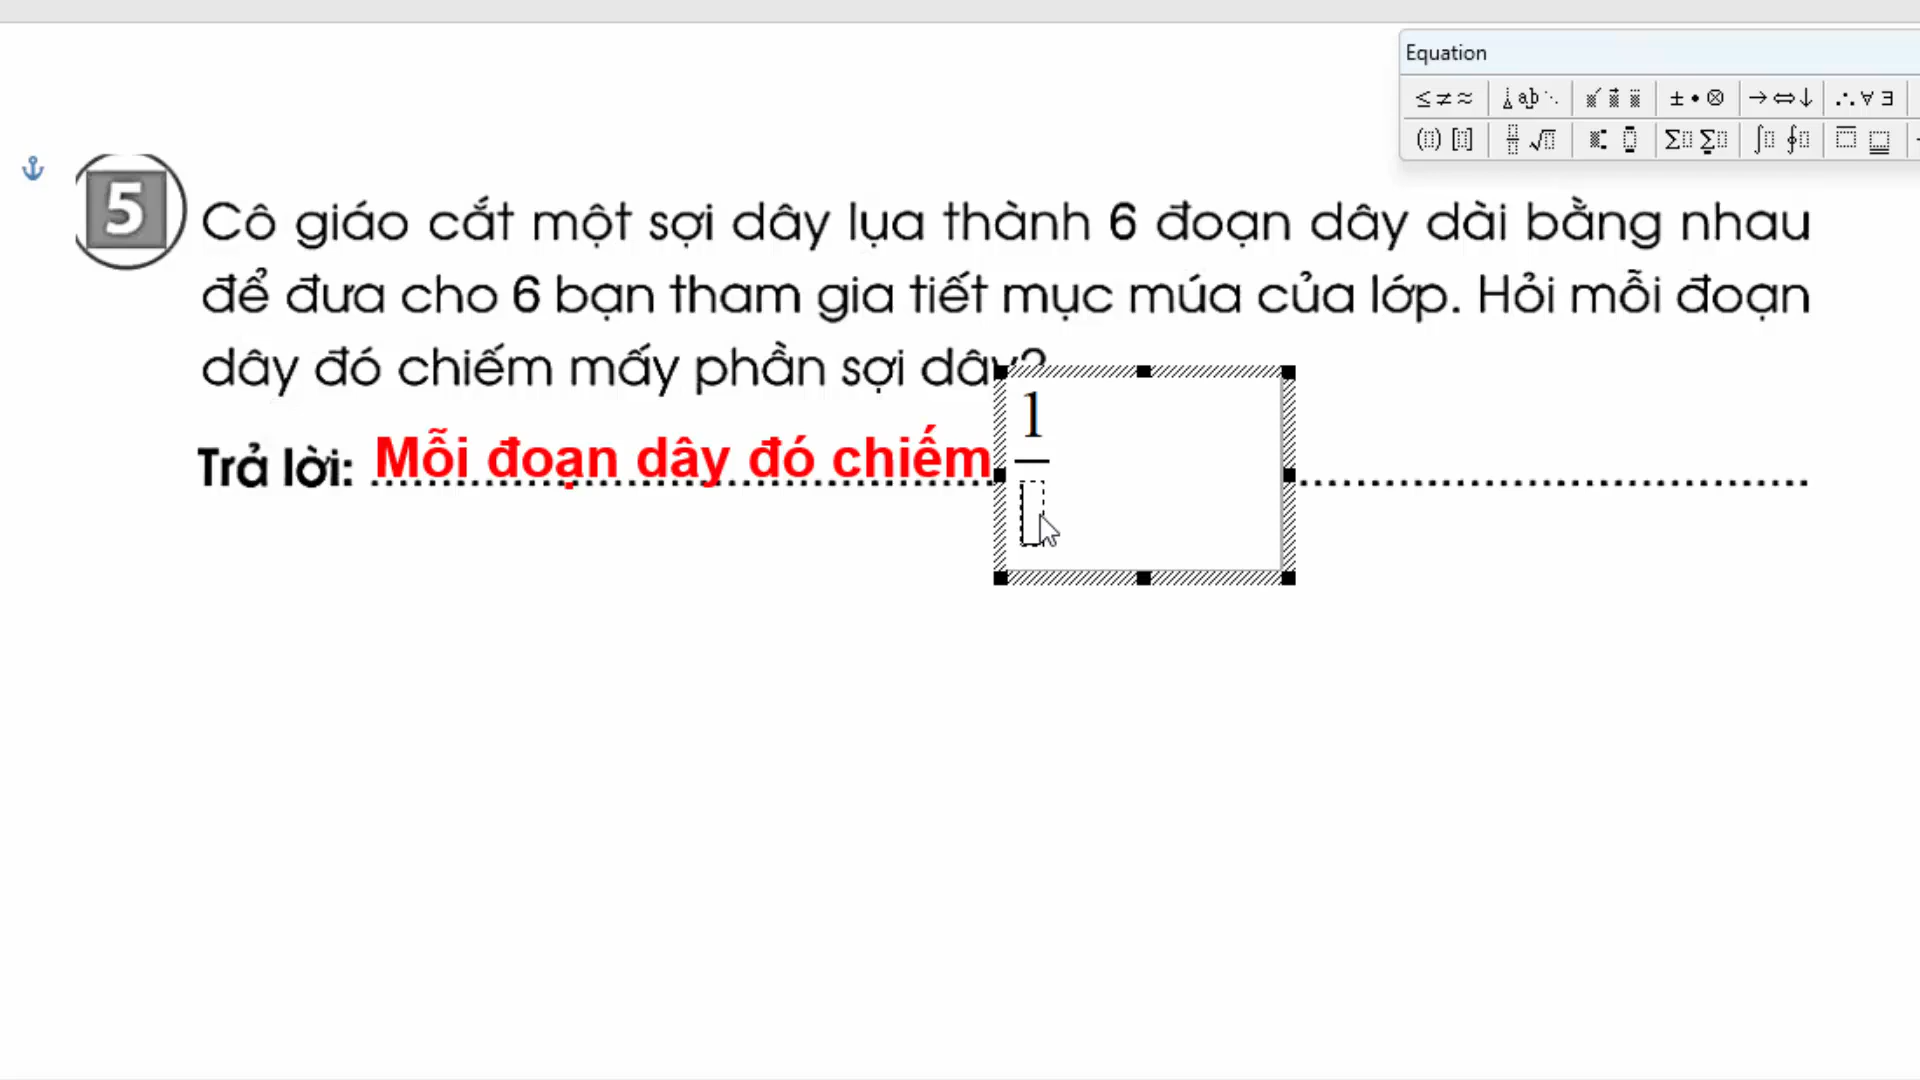 Equation
5
Cô giáo cắt một sợi dây lụa thành 6 đoạn dây dài bằng nhau
để đưa cho 6 bạn tham gia tiết mục múa của lớp. Hỏi mỗi đoạn
dây đó chiếm mấy phần sợi dây?
Trả lời: Mỗi đoạn dây đó chiếm
1